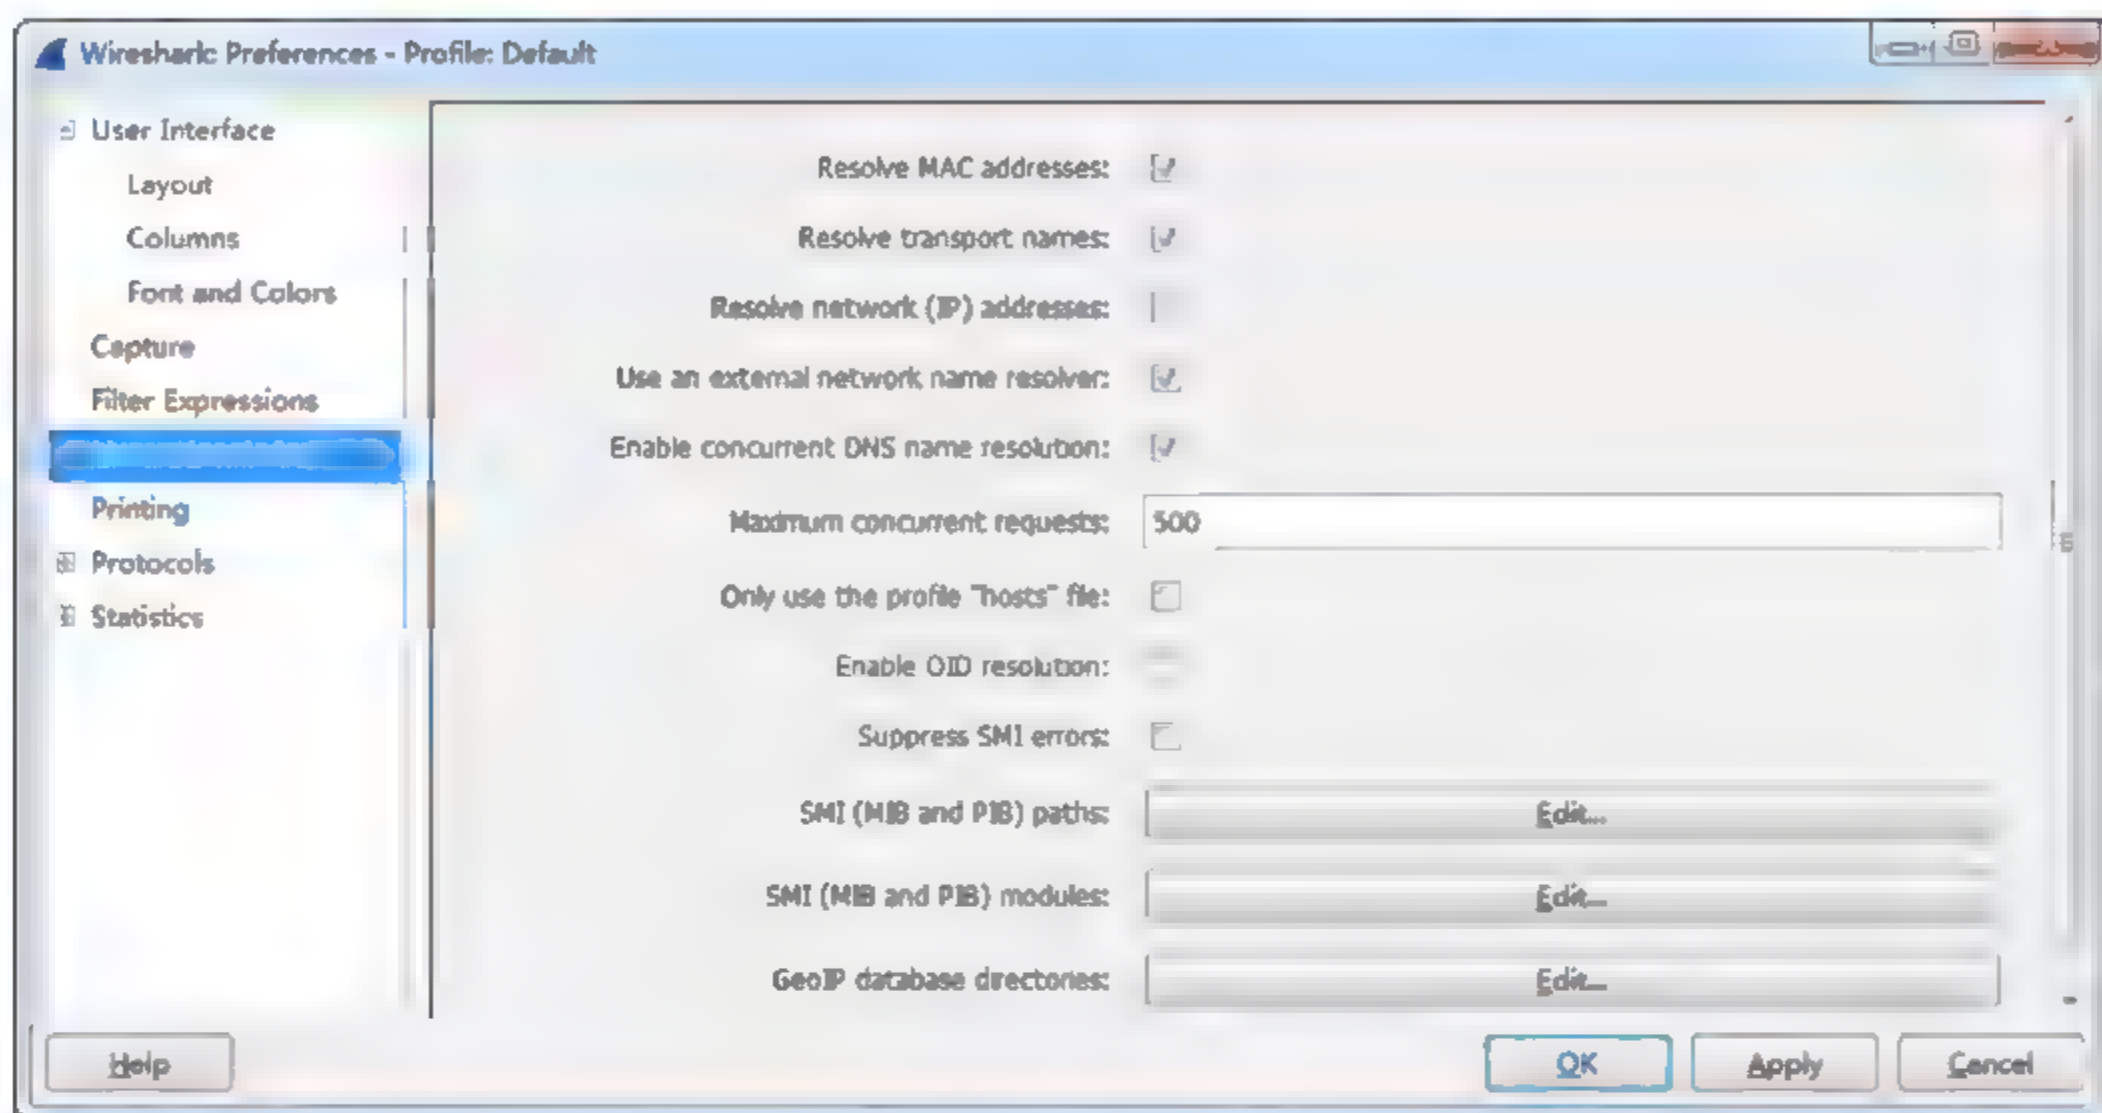 Wireshark: Preferences - Profile: Default
User Interface
Layout
Columns
Font and Colors
Capture
Filter Expressions
Printing
Protocols
Statistics
Resolve MAC addresses:
Resolve transport names:
Resolve network (IP) addresses:
Use an external network name resolver:
Enable concurrent DNS name resolution:
Maximum concurrent requests: 500
Only use the profile "hosts" file:
Enable OID resolution:
Suppress SMI errors:
SMI (MIB and PIB) paths: Edit...
SMI (MIB and PIB) modules: Edit...
GeoIP database directories: Edit...
Help OK Apply Cancel